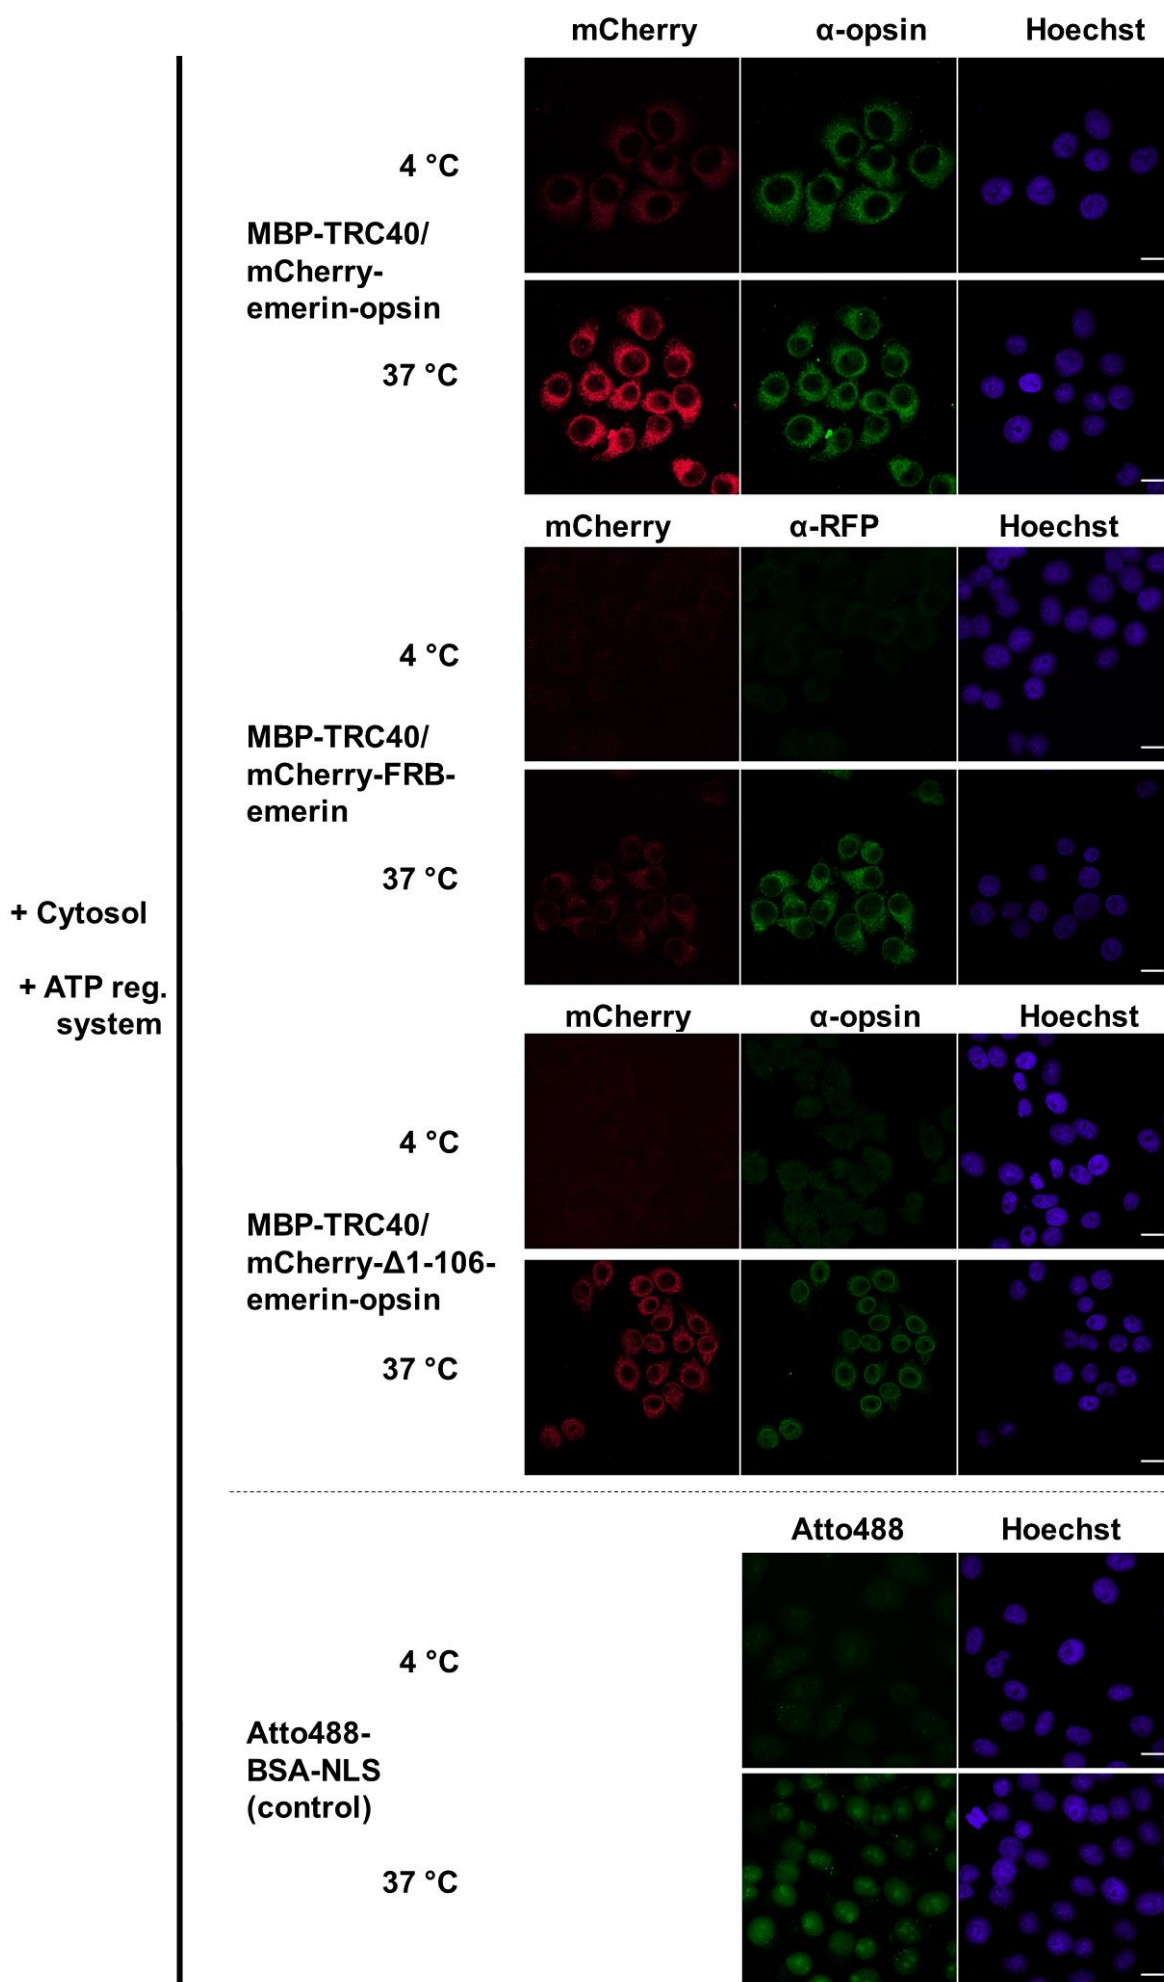 mCherry α-opsin Hoechst
4 °C
MBP-TRC40/
mCherry-
emerin-opsin
37 °C
mCherry α-RFP Hoechst
4 °C
MBP-TRC40/
mCherry-FRB-
emerin
37 °C
+ Cytosol
+ ATP reg.
system
mCherry α-opsin Hoechst
4 °C
MBP-TRC40/
mCherry-Δ1-106-
emerin-opsin
37 °C
Atto488 Hoechst
4 °C
Atto488-
BSA-NLS
(control)
37 °C